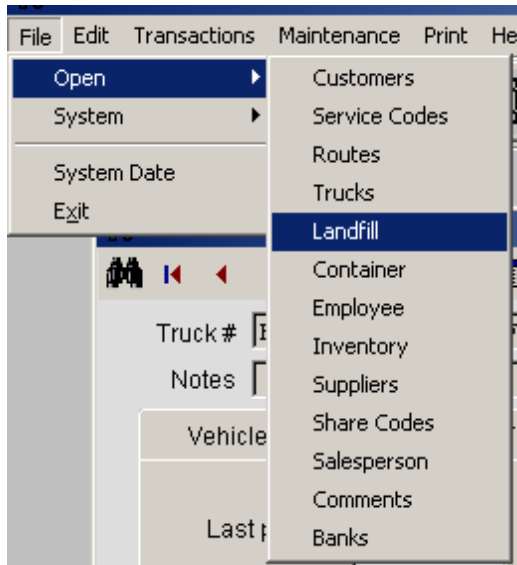 File Edit Transactions Maintenance Print
Open
System
System Date
Exit
Customers
Service Codes
Routes
Trucks
Landfill
Container
Employee
Inventory
Suppliers
Share Codes
Salesperson
Comments
Banks
Truck #
Notes
Vehicle
Last